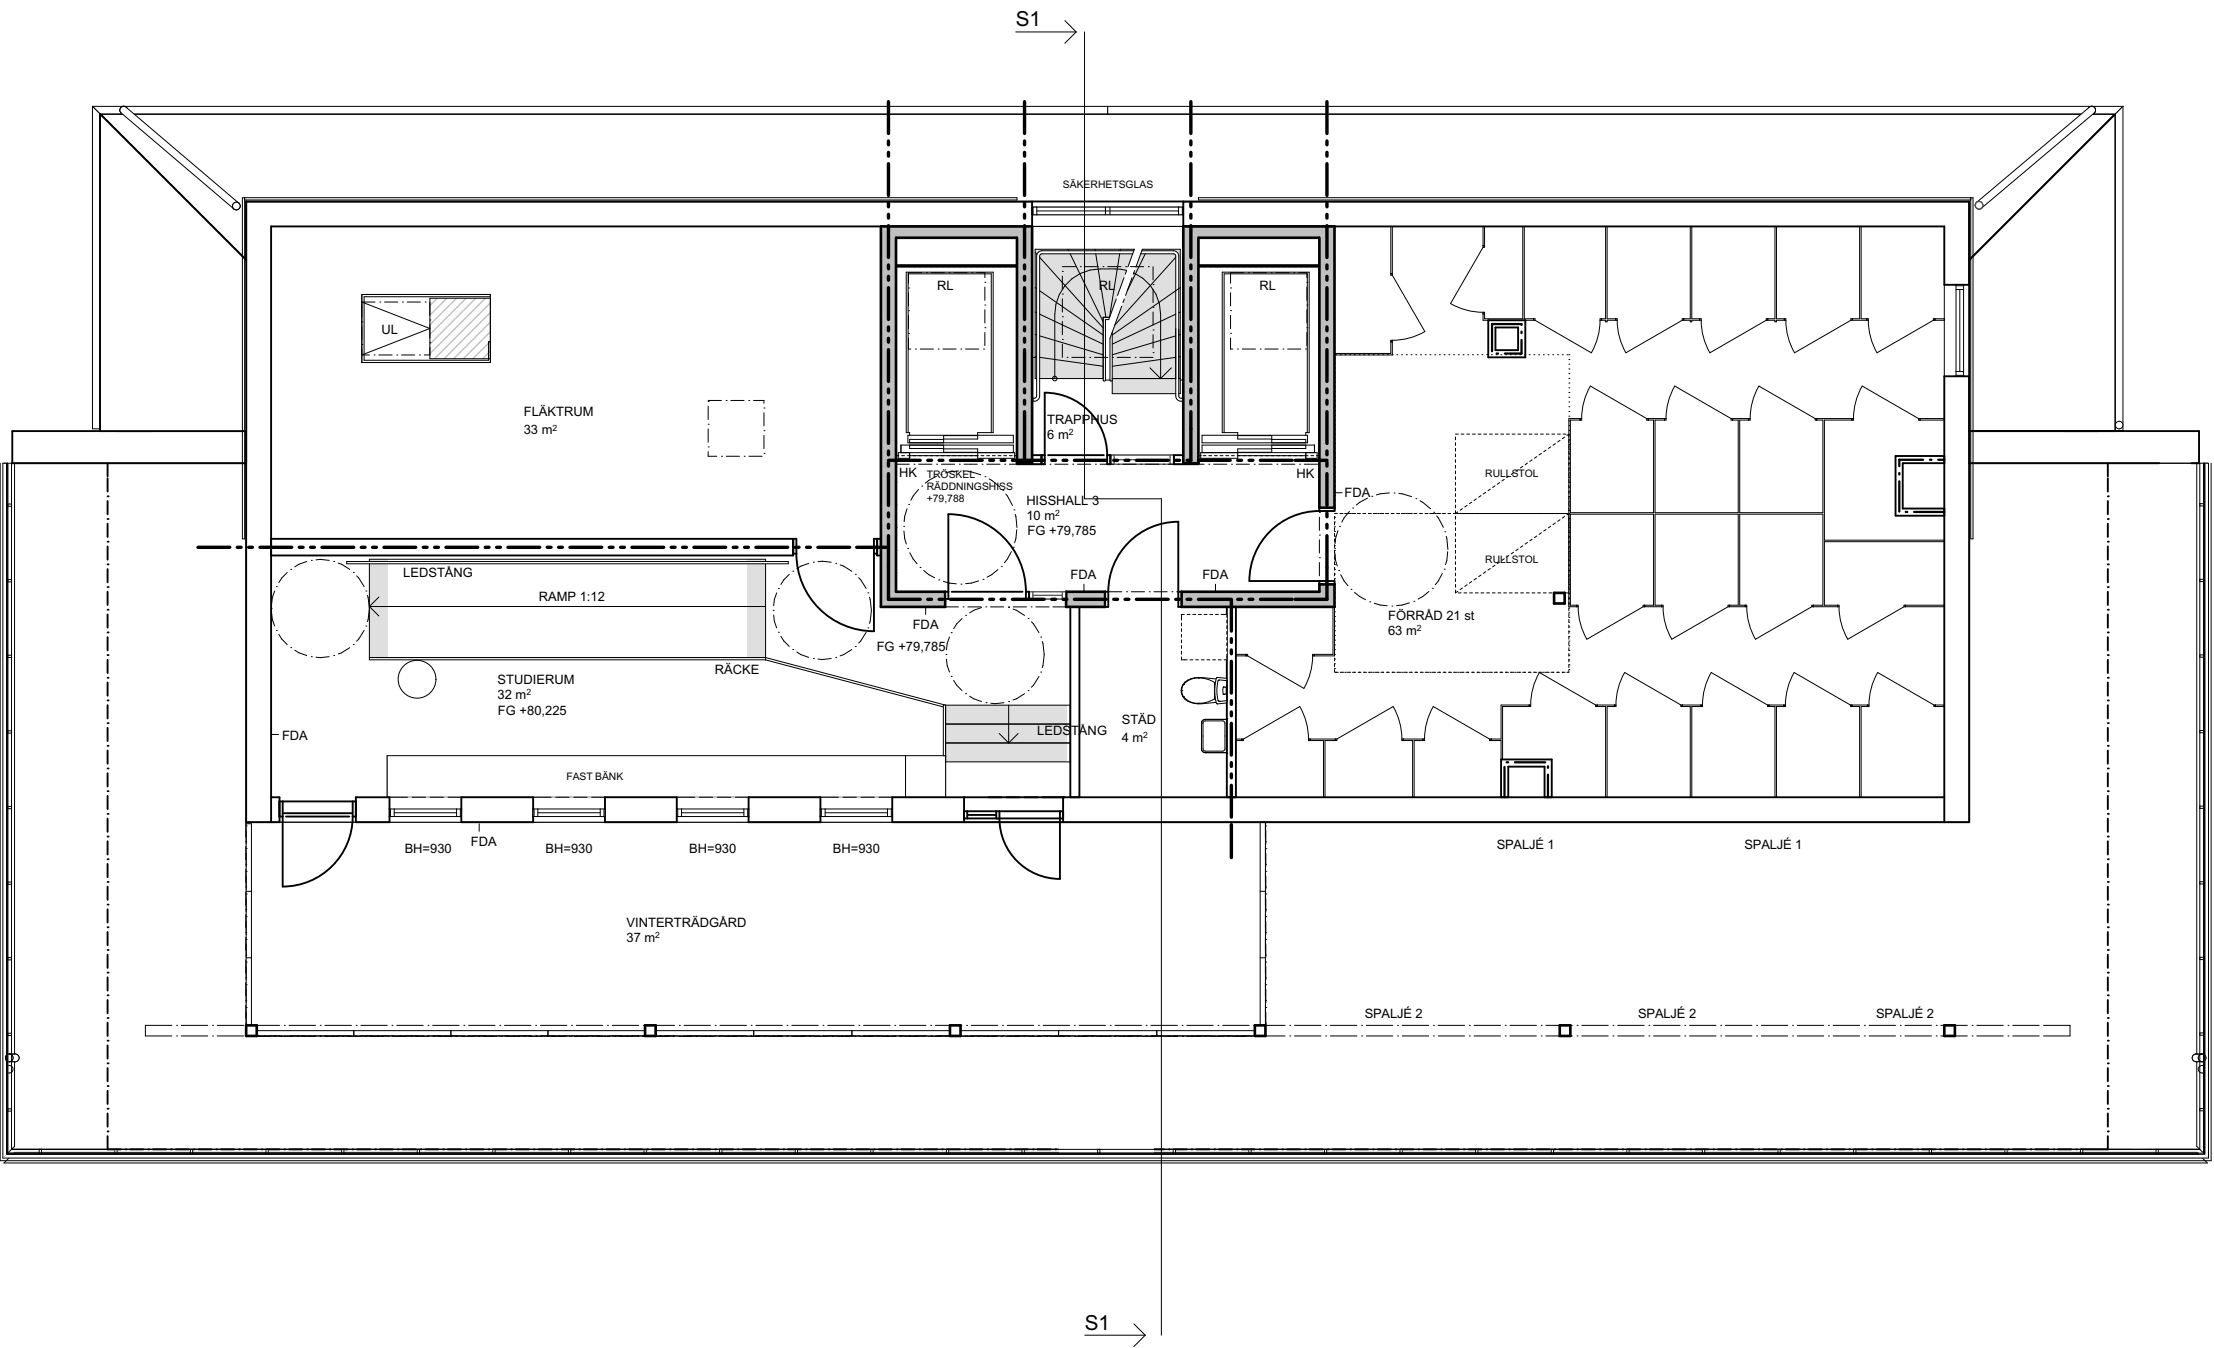 S1
SÄKERHETSGLAS
RL
RL
RL
UL
FLÄKTRUM
33 m²
TRAPPHUS
6 m²
HK
TRÖSKEL
RÄDDNINGSHISS
+79,788
HISSHALL 3
10 m²
FG +79,785
HK
FDA
RULLSTOL
RULLSTOL
LEDSTÅNG
RAMP 1:12
FDA
FDA
FDA
FG +79,785
FÖRRÅD 21 st
63 m²
RÄCKE
STUDIERUM
32 m²
FG +80,225
FDA
LEDSTÅNG
STÄD
4 m²
FAST BÄNK
BH=930
FDA
BH=930
BH=930
BH=930
SPALJÉ 1
SPALJÉ 1
VINTERTRÄDGÅRD
37 m²
SPALJÉ 2
SPALJÉ 2
SPALJÉ 2
S1